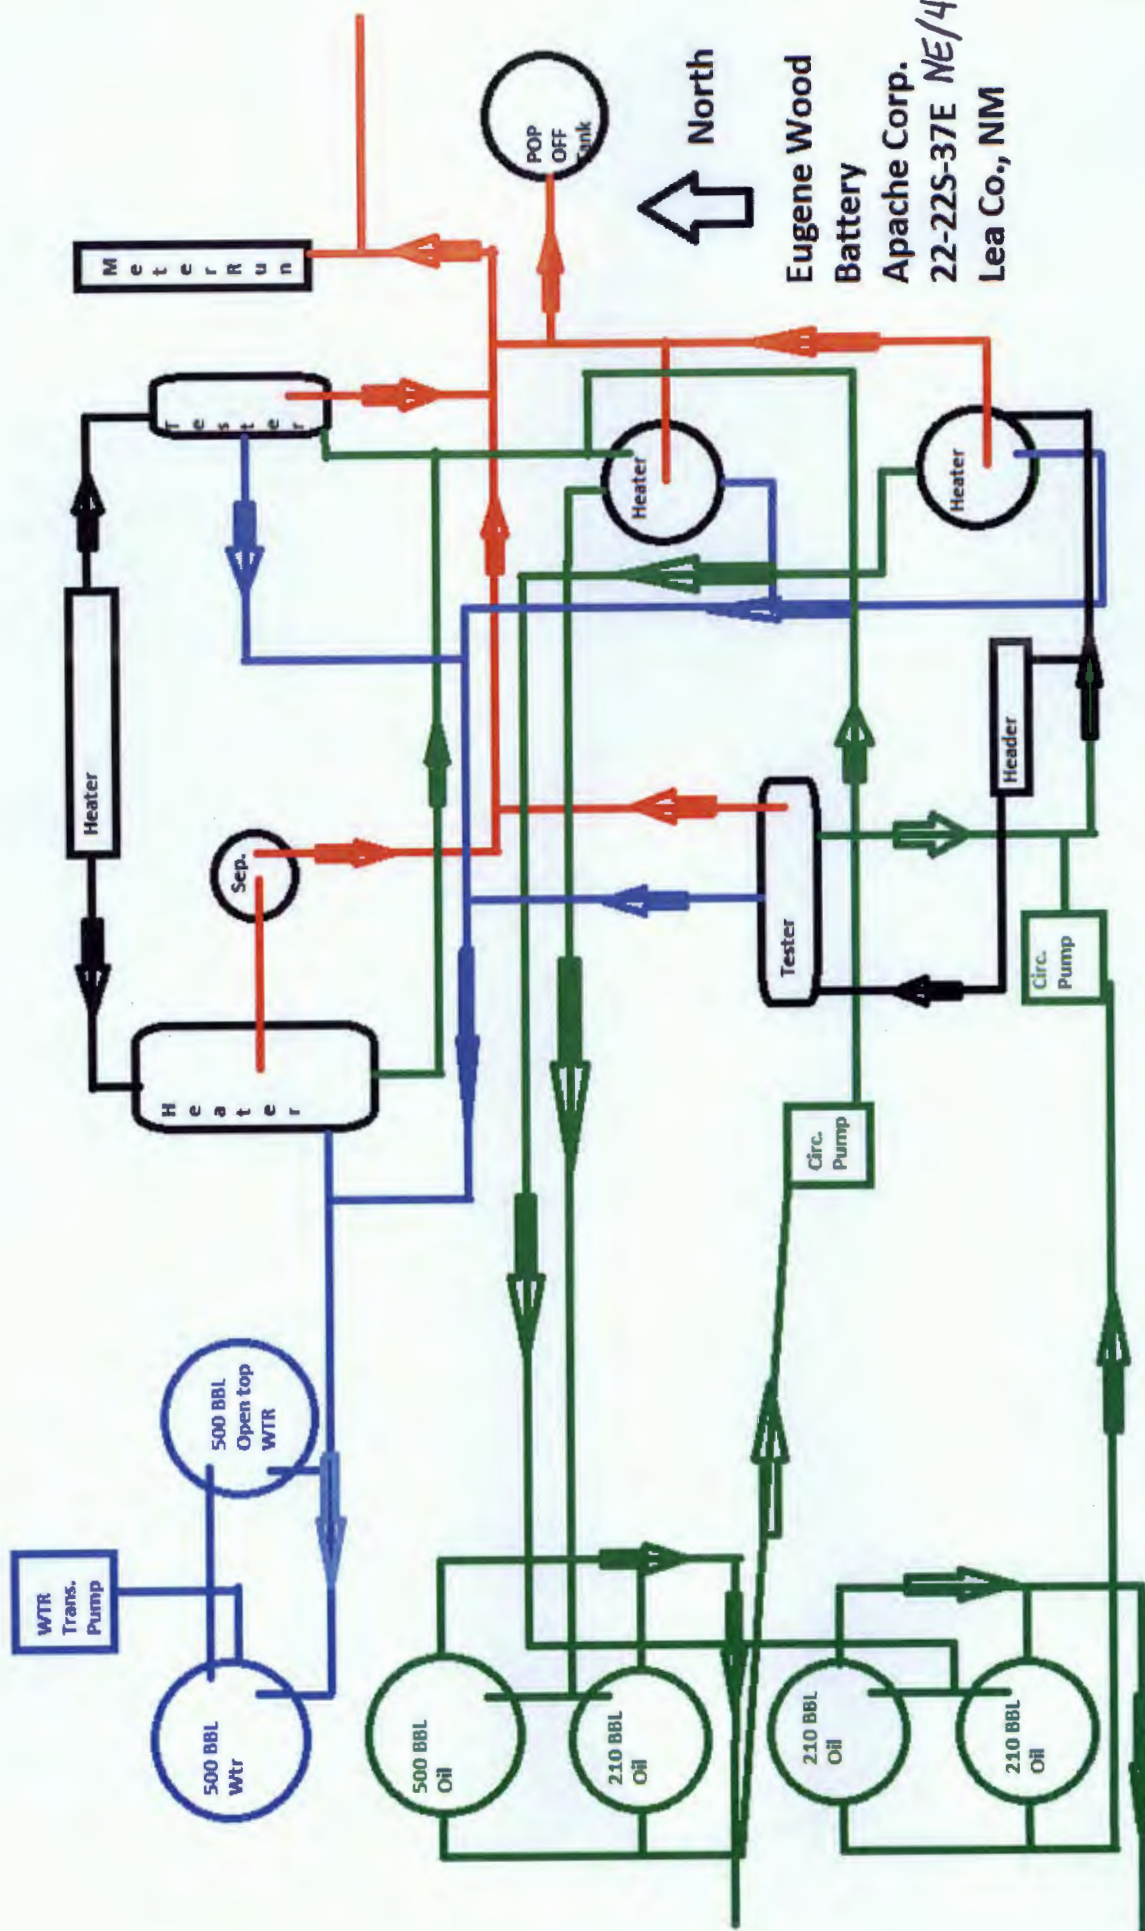 WTR
Trans.
Pump
500 BBL
Wtr
500 BBL
Open top
WTR
500 BBL
Oil
210 BBL
Oil
210 BBL
Oil
210 BBL
Oil
Heater
Heater
Sep.
Tester
Meter Run
POP
OFF
Tank
Heater
Heater
Tester
Header
Circ.
Pump
Circ.
Pump
North
Eugene Wood
Battery
Apache Corp.
22-22S-37E NE/4
Lea Co., NM